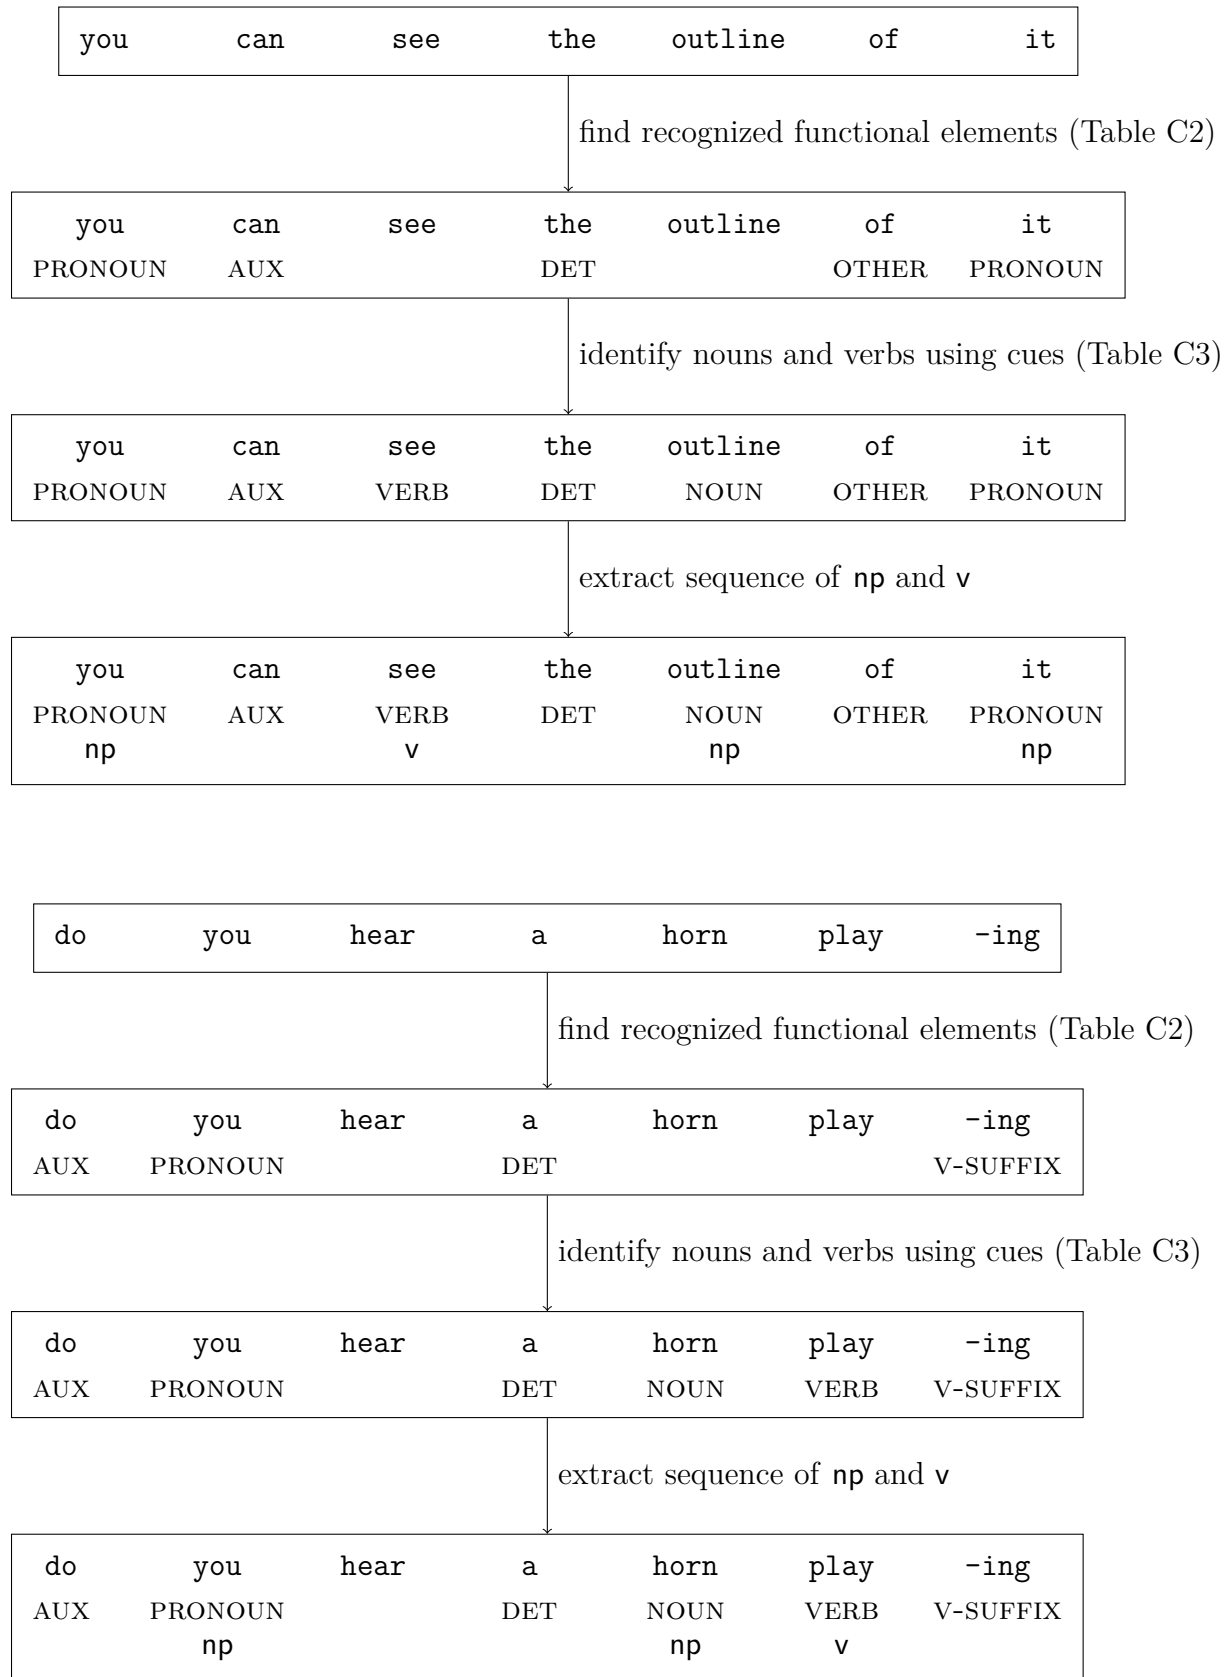 you can see the outline of it
find recognized functional elements (Table C2)
you can see the outline of it
PRONOUN AUX DET OTHER PRONOUN
identify nouns and verbs using cues (Table C3)
you can see the outline of it
PRONOUN AUX VERB DET NOUN OTHER PRONOUN
extract sequence of np and v
you can see the outline of it
PRONOUN AUX VERB DET NOUN OTHER PRONOUN
np v np np
do you hear a horn play -ing
find recognized functional elements (Table C2)
do you hear a horn play -ing
AUX PRONOUN DET V-SUFFIX
identify nouns and verbs using cues (Table C3)
do you hear a horn play -ing
AUX PRONOUN DET NOUN VERB V-SUFFIX
extract sequence of np and v
do you hear a horn play -ing
AUX PRONOUN DET NOUN VERB V-SUFFIX
np np v